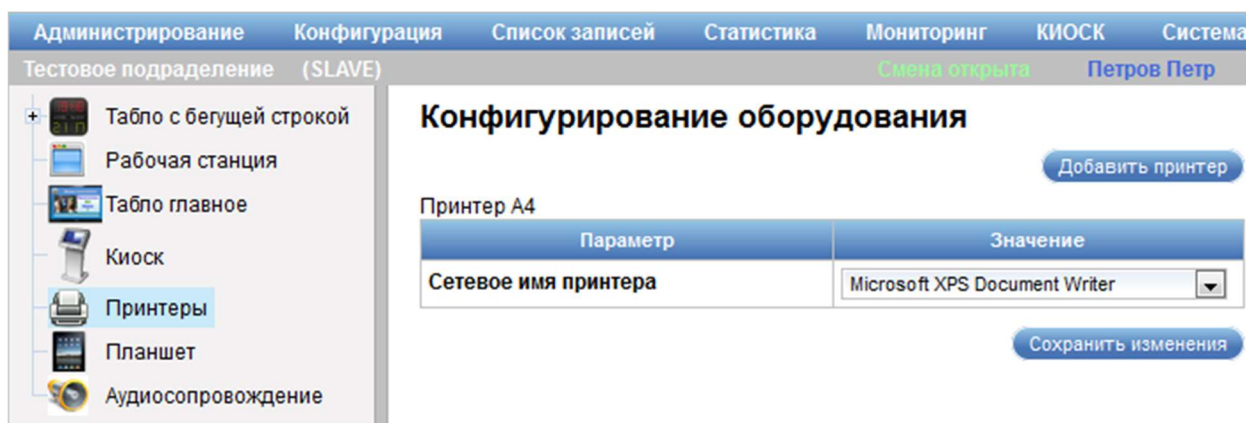 Администрирование Конфигурация Список записей Статистика Мониторинг КИОСК Система
Тестовое подраделение (SLAVE) Смена открыта Петров Петр
Табло с бегущей строкой
Рабочая станция
Табло главное
Киоск
Принтеры
Планшет
Аудиосопровождение
Конфигурирование оборудования
Добавить принтер
Принтер А4
Параметр Значение
Сетевое имя принтера Microsoft XPS Document Writer
Сохранить изменения